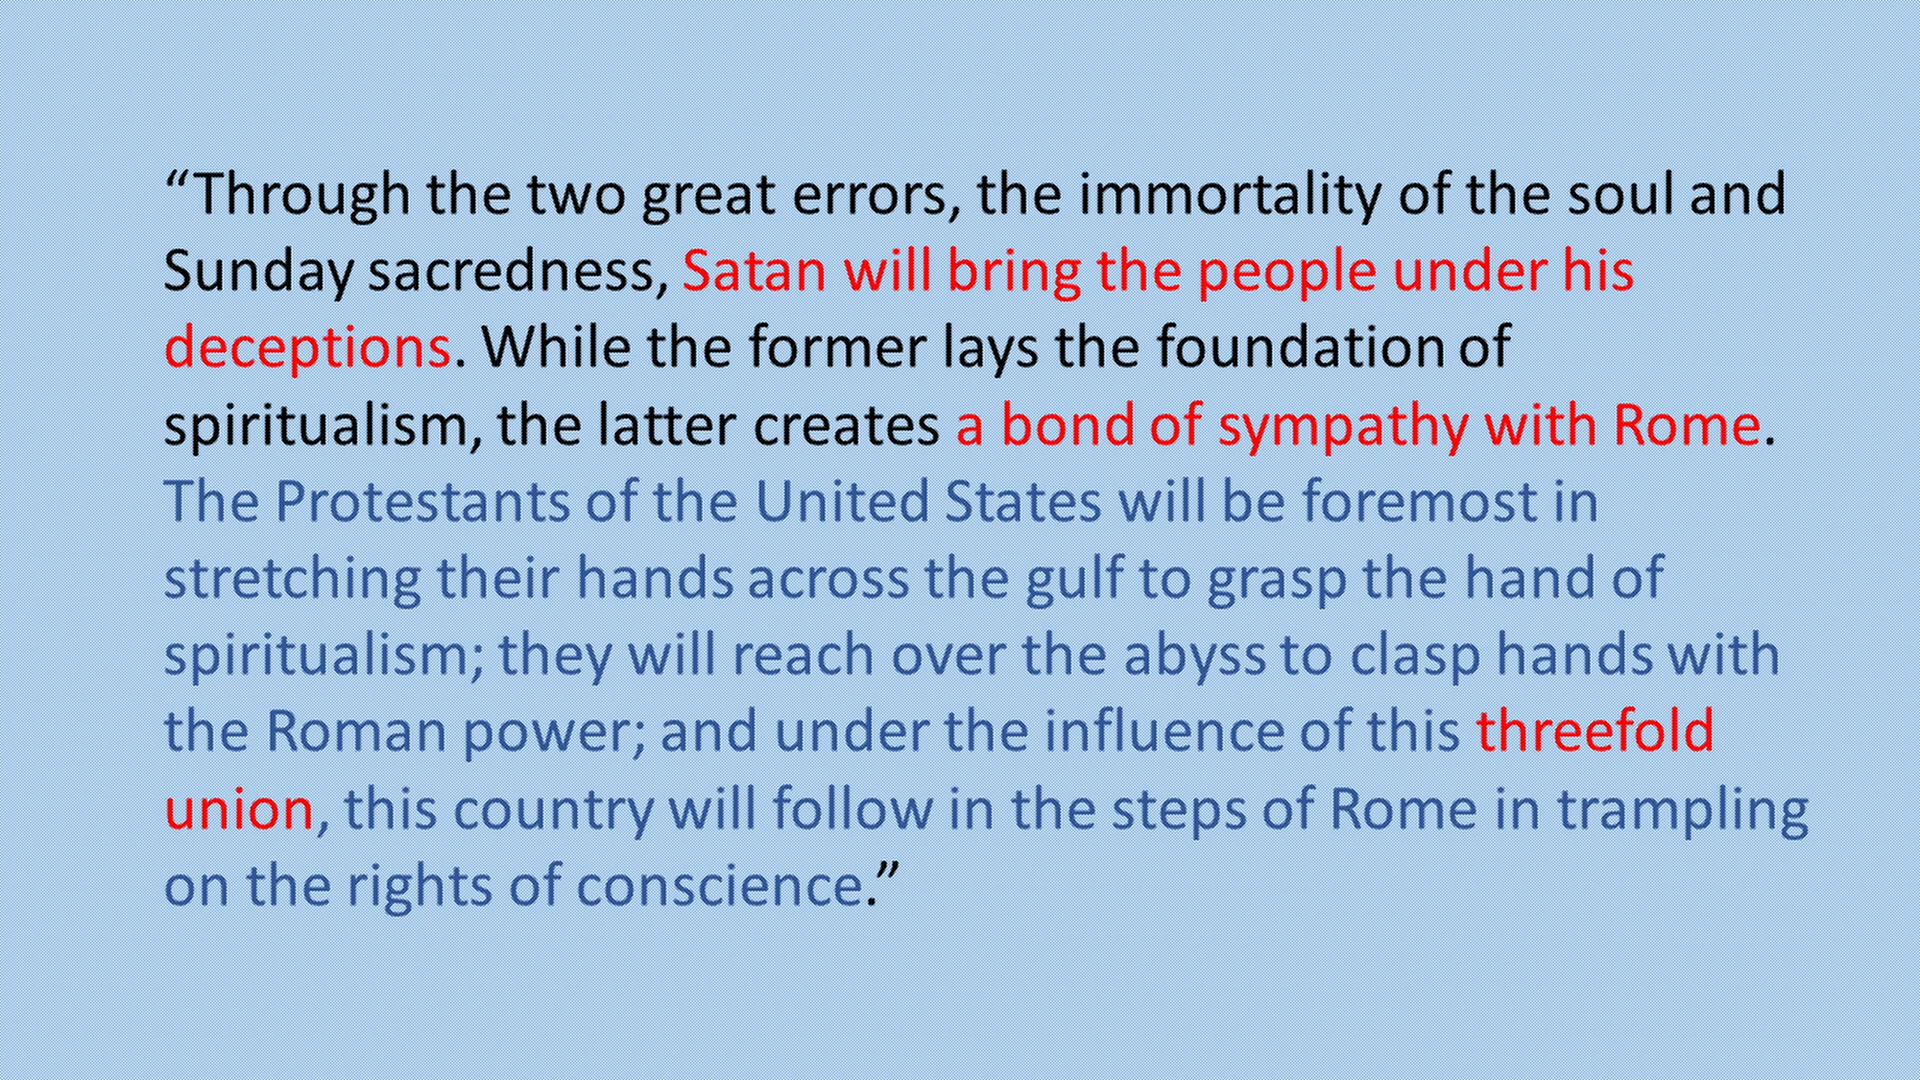 “Through the two great errors, the immortality of the soul and
Sunday sacredness, Satan will bring the people under his
deceptions. While the former lays the foundation of
spiritualism, the latter creates a bond of sympathy with Rome.
The Protestants of the United States will be foremost in
stretching their hands across the gulf to grasp the hand of
spiritualism; they will reach over the abyss to clasp hands with
the Roman power; and under the influence of this threefold
union, this country will follow in the steps of Rome in trampling
on the rights of conscience.”